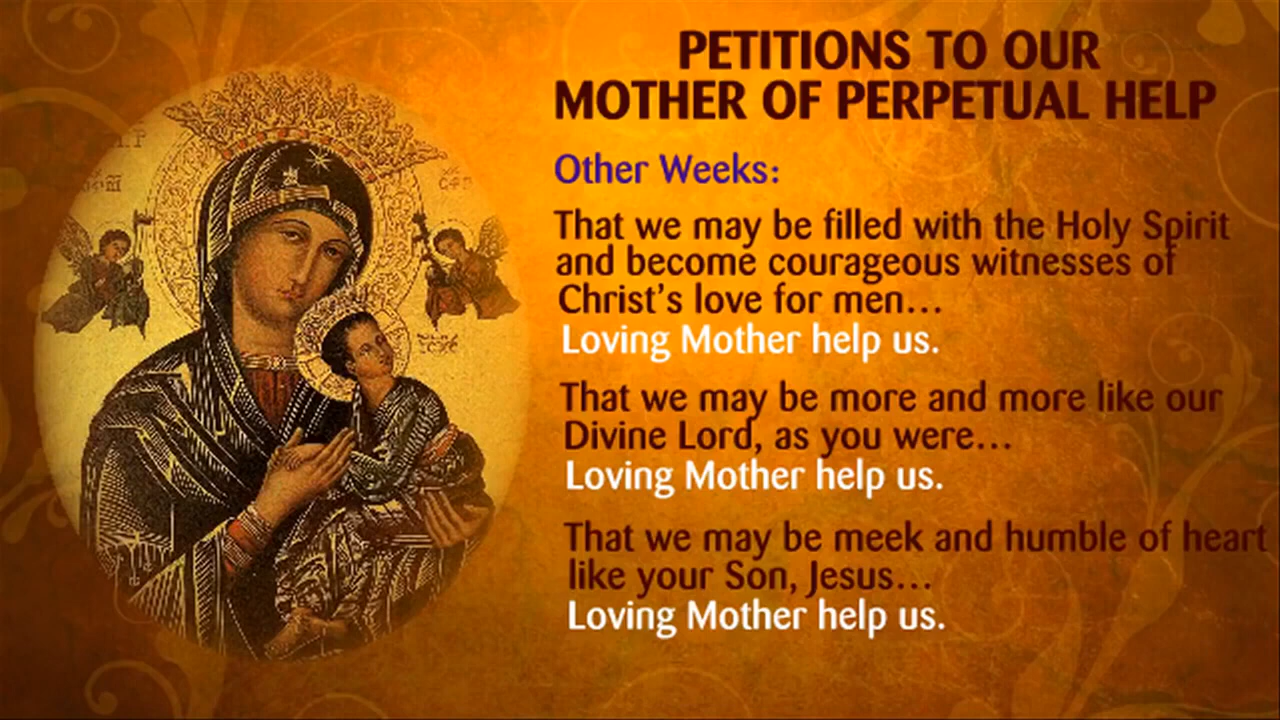 PETITIONS TO OUR
MOTHER OF PERPETUAL HELP
Other Weeks:
That we may be filled with the Holy Spirit
and become courageous witnesses of
Christ's love for men...
Loving Mother help us.
That we may be more and more like our
Divine Lord, as you were...
Loving Mother help us.
That we may be meek and humble of heart
like your Son, Jesus...
Loving Mother help us.